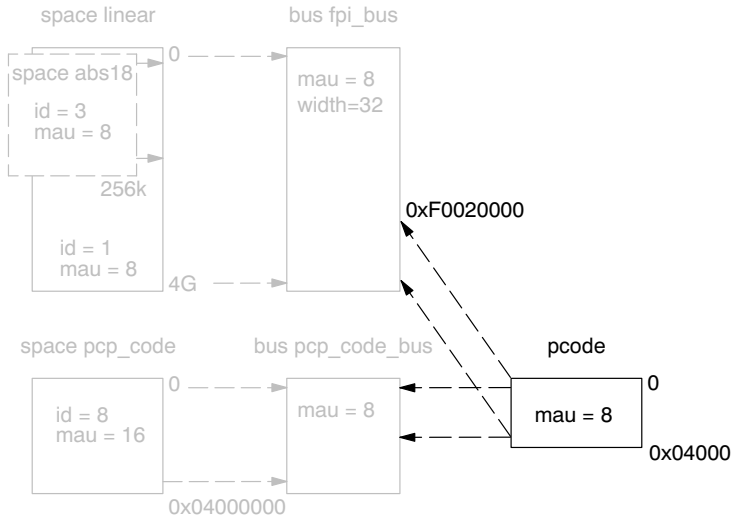 space linear
bus fpi_bus
0
space abs18
mau = 8
width=32
id = 3
mau = 8
256k
0xF0020000
id = 1
mau = 8
4G
space pcp_code
bus pcp_code_bus
pcode
0
0
id = 8
mau = 16
mau = 8
mau = 8
0x04000
0x04000000